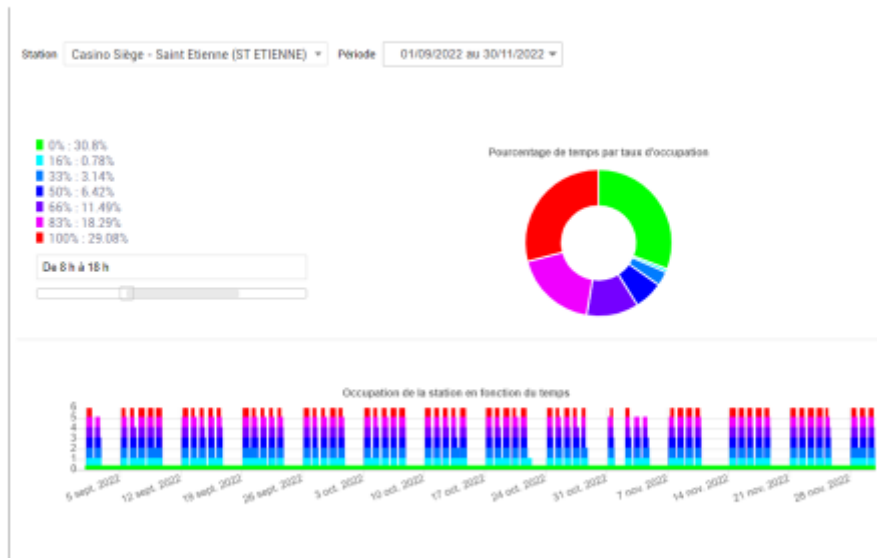 Station Casino Siège - Saint Etienne (ST ETIENNE) Période 01/09/2022 au 30/11/2022
0% : 30.8%
16% : 0.78%
33% : 3.14%
50% : 6.42%
66% : 11.49%
83% : 18.29%
100% : 29.08%
De 8 h à 18 h
Pourcentage de temps par taux d'occupation
Occupation de la station en fonction du temps
6
5
4
3
2
1
0
5 sept. 2022 12 sept. 2022 19 sept. 2022 26 sept. 2022 3 oct. 2022 10 oct. 2022 17 oct. 2022 24 oct. 2022 31 oct. 2022 7 nov. 2022 14 nov. 2022 21 nov. 2022 28 nov. 2022